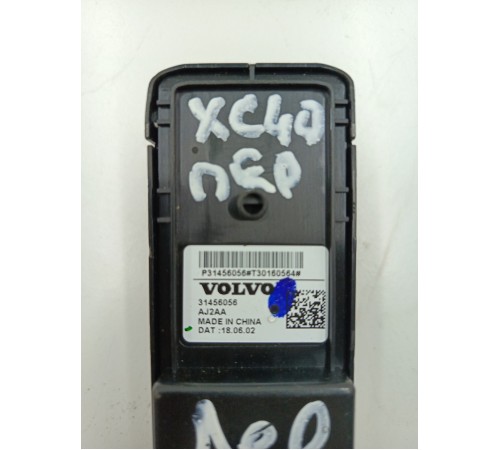 XC40
пер
P31456056#T30160564#
VOLVO
31456056
AJ2AA
MADE IN CHINA
DAT :18.06.02